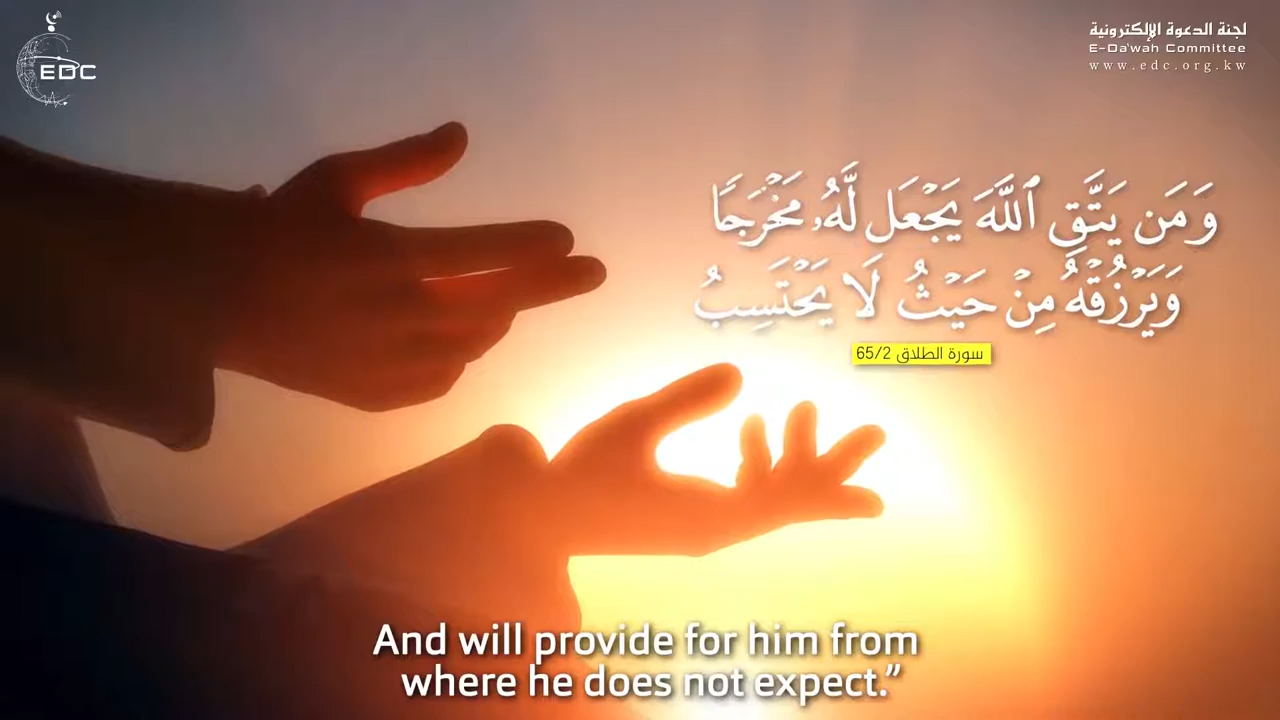 EDC
لجنة الدعوة الإلكترونية
E-Da'wah Committee
www.edc.org.kw
وَمَن يَتَّقِ ٱللَّهَ يَجْعَل لَّهُۥ مَخْرَجًا
وَيَرْزُقْهُ مِنْ حَيْثُ لَا يَحْتَسِبُ
سورة الطلاق 65/2
And will provide for him from
where he does not expect.”